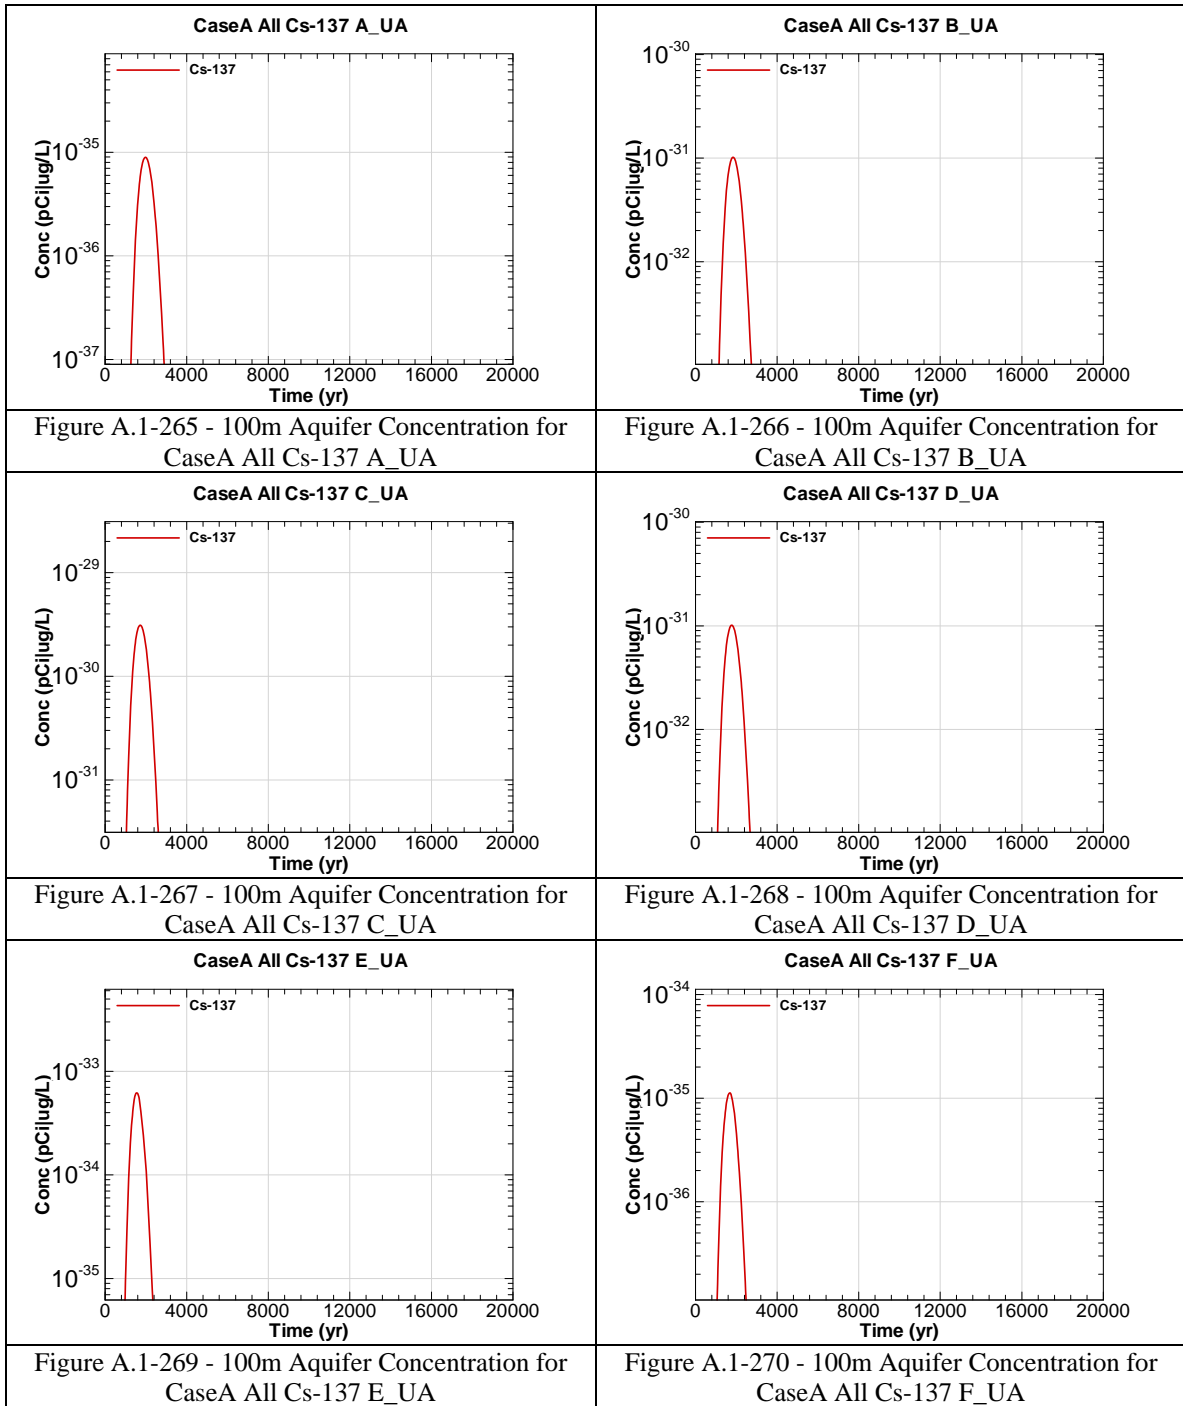 CaseA All Cs-137 A_UA
Cs-137
10-35
10-36
10-37
Conc (pCi|ug/L)
0 4000 8000 12000 16000 20000
Time (yr)
Figure A.1-265 - 100m Aquifer Concentration for
CaseA All Cs-137 A_UA
CaseA All Cs-137 B_UA
Cs-137
10-30
10-31
10-32
Conc (pCi|ug/L)
0 4000 8000 12000 16000 20000
Time (yr)
Figure A.1-266 - 100m Aquifer Concentration for
CaseA All Cs-137 B_UA
CaseA All Cs-137 C_UA
Cs-137
10-29
10-30
10-31
Conc (pCi|ug/L)
0 4000 8000 12000 16000 20000
Time (yr)
Figure A.1-267 - 100m Aquifer Concentration for
CaseA All Cs-137 C_UA
CaseA All Cs-137 D_UA
Cs-137
10-30
10-31
10-32
Conc (pCi|ug/L)
0 4000 8000 12000 16000 20000
Time (yr)
Figure A.1-268 - 100m Aquifer Concentration for
CaseA All Cs-137 D_UA
CaseA All Cs-137 E_UA
Cs-137
10-33
10-34
10-35
Conc (pCi|ug/L)
0 4000 8000 12000 16000 20000
Time (yr)
Figure A.1-269 - 100m Aquifer Concentration for
CaseA All Cs-137 E_UA
CaseA All Cs-137 F_UA
Cs-137
10-34
10-35
10-36
Conc (pCi|ug/L)
0 4000 8000 12000 16000 20000
Time (yr)
Figure A.1-270 - 100m Aquifer Concentration for
CaseA All Cs-137 F_UA